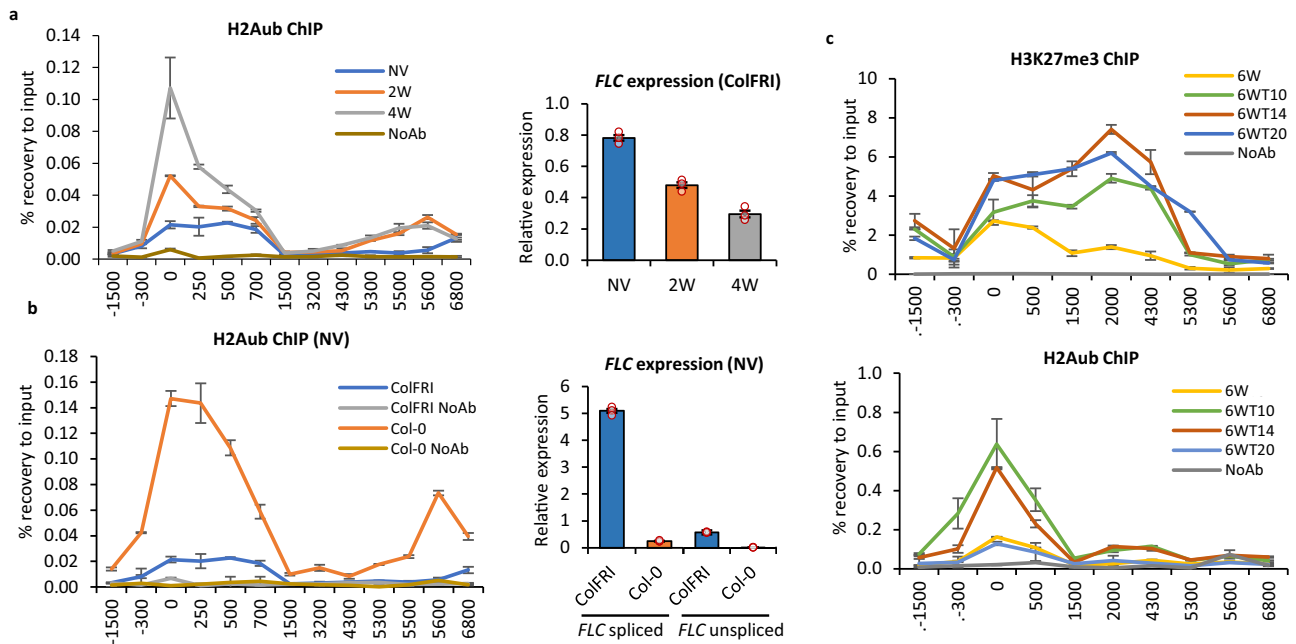 a
H2Aub ChIP
% recovery to input
0.14
0.12
0.10
0.08
0.06
0.04
0.02
0.00
NV
2W
4W
NoAb
-1500
-300
0
250
500
700
1500
3200
4300
5300
5500
5600
6800
FLC expression (ColFRI)
Relative expression
1.0
0.8
0.6
0.4
0.2
0.0
NV
2W
4W
b
H2Aub ChIP (NV)
% recovery to input
0.18
0.16
0.14
0.12
0.10
0.08
0.06
0.04
0.02
0.00
ColFRI
ColFRI NoAb
Col-0
Col-0 NoAb
-1500
-300
0
250
500
700
1500
3200
4300
5300
5500
5600
6800
FLC expression (NV)
Relative expression
6
5
4
3
2
1
0
ColFRI
Col-0
ColFRI
Col-0
FLC spliced
FLC unspliced
c
H3K27me3 ChIP
% recovery to input
10
8
6
4
2
0
6W
6WT10
6WT14
6WT20
NoAb
.-1500
.-300
0
500
1500
2000
4300
5300
5600
6800
H2Aub ChIP
% recovery to input
1.0
0.8
0.6
0.4
0.2
0.0
6W
6WT10
6WT14
6WT20
NoAb
.-1500
.-300
0
500
1500
2000
4300
5300
5600
6800